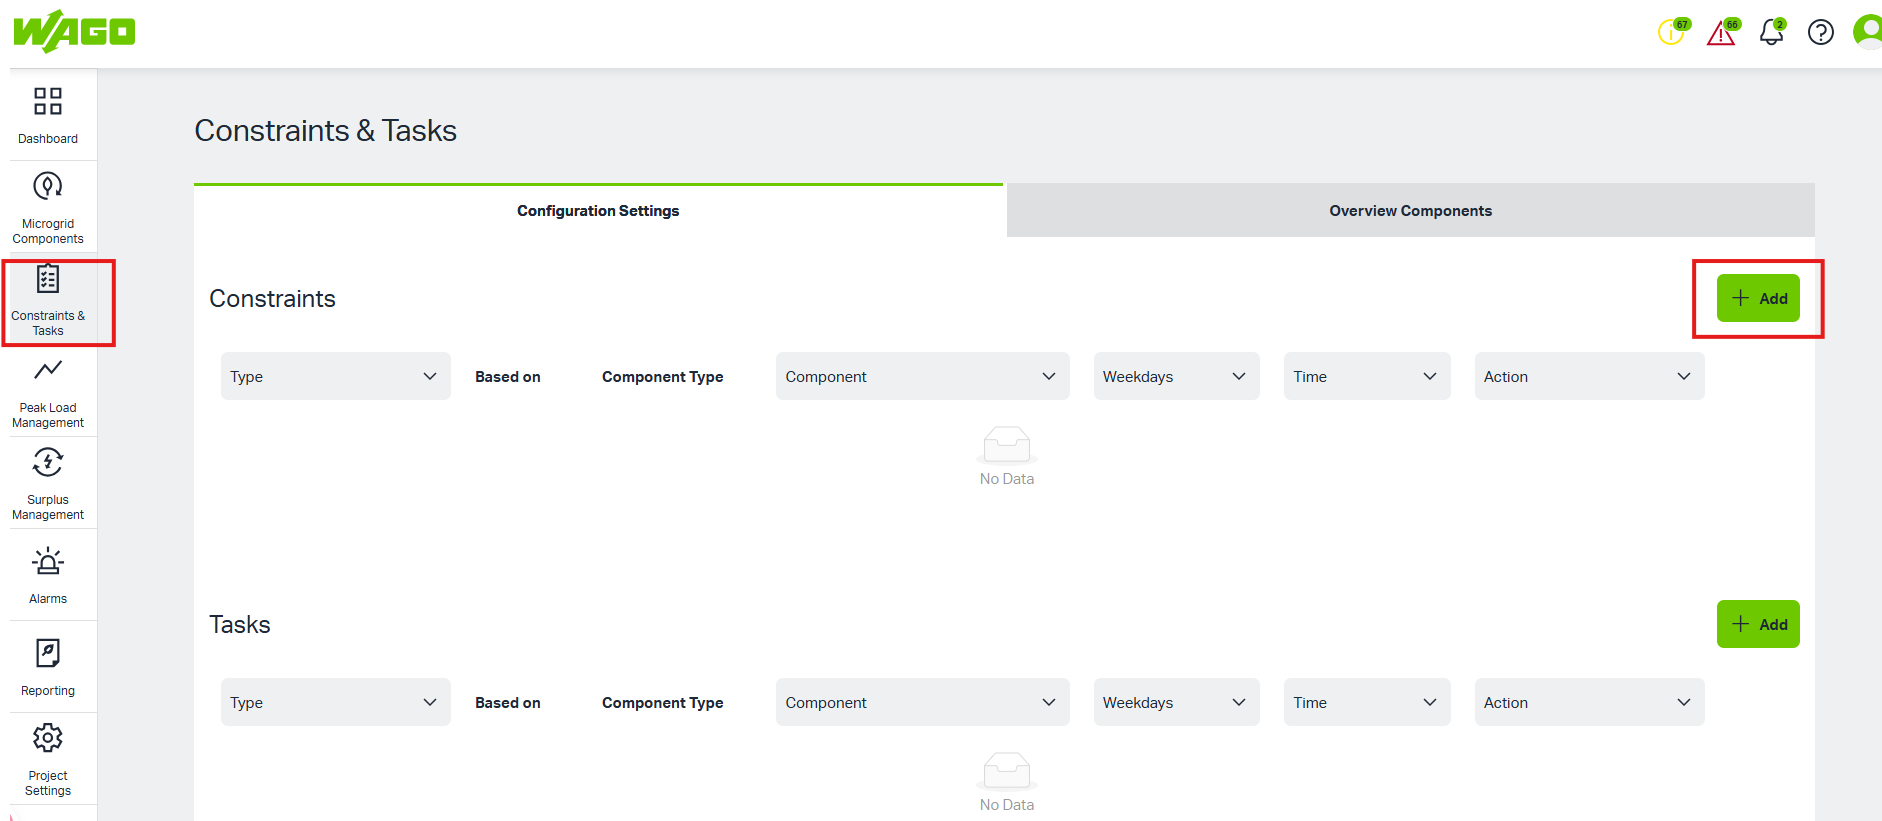 WAGO
67
66
2
Dashboard
Microgrid
Components
Constraints &
Tasks
Peak Load
Management
Surplus
Management
Alarms
Reporting
Project
Settings
Constraints & Tasks
Configuration Settings
Overview Components
Constraints
Add
Type
Based on
Component Type
Component
Weekdays
Time
Action
No Data
Tasks
Add
Type
Based on
Component Type
Component
Weekdays
Time
Action
No Data